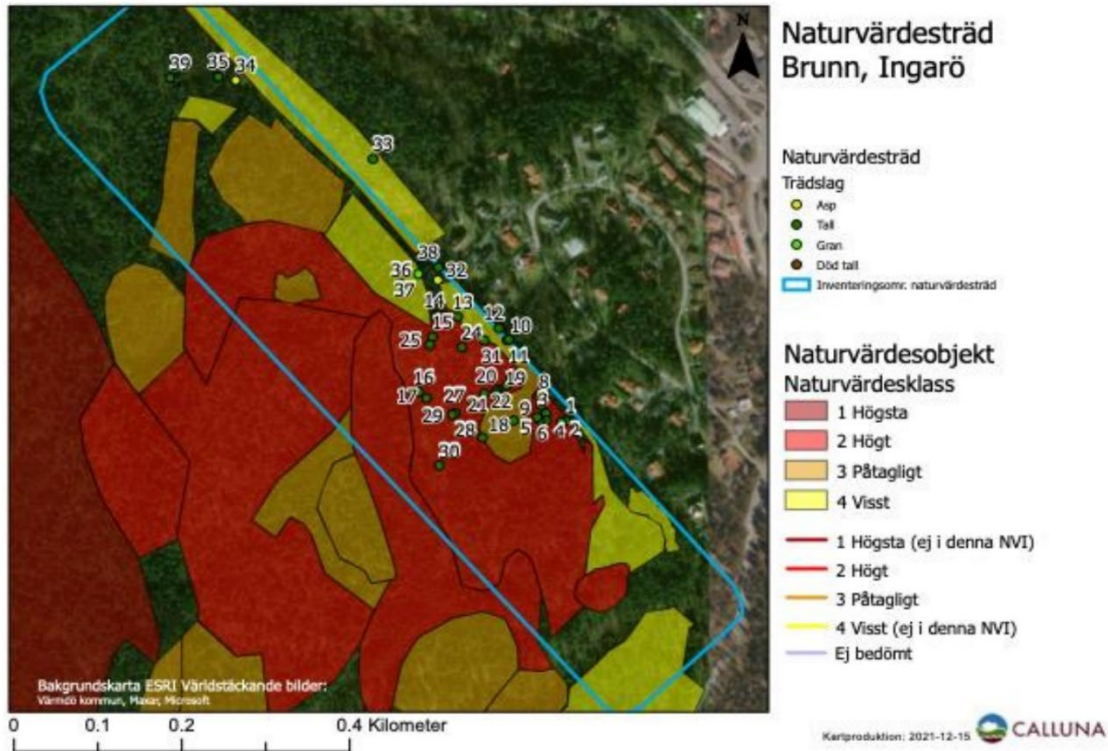 Naturvärdesträd
Brunn, Ingarö
Naturvärdesträd
Trädslag
Asp
Tall
Gran
Död tall
Inventeringsomr. naturvärdesträd
Naturvärdesobjekt
Naturvärdesklass
1 Högsta
2 Högt
3 Påtagligt
4 Visst
1 Högsta (ej i denna NVI)
2 Högt
3 Påtagligt
4 Visst (ej i denna NVI)
Ej bedömt
N
39 35 34
33
38
36 32
37
14 13 12
15 24 10
25 31 11
16 20 19 8
17 27 21 22 3 1
29 9
28 18 5 6 4 2
30
Bakgrundskarta ESRI Världstäckande bilder:
Värmdö kommun, Maxar, Microsoft
0 0.1 0.2 0.4 Kilometer
Kartproduktion: 2021-12-15
CALLUNA